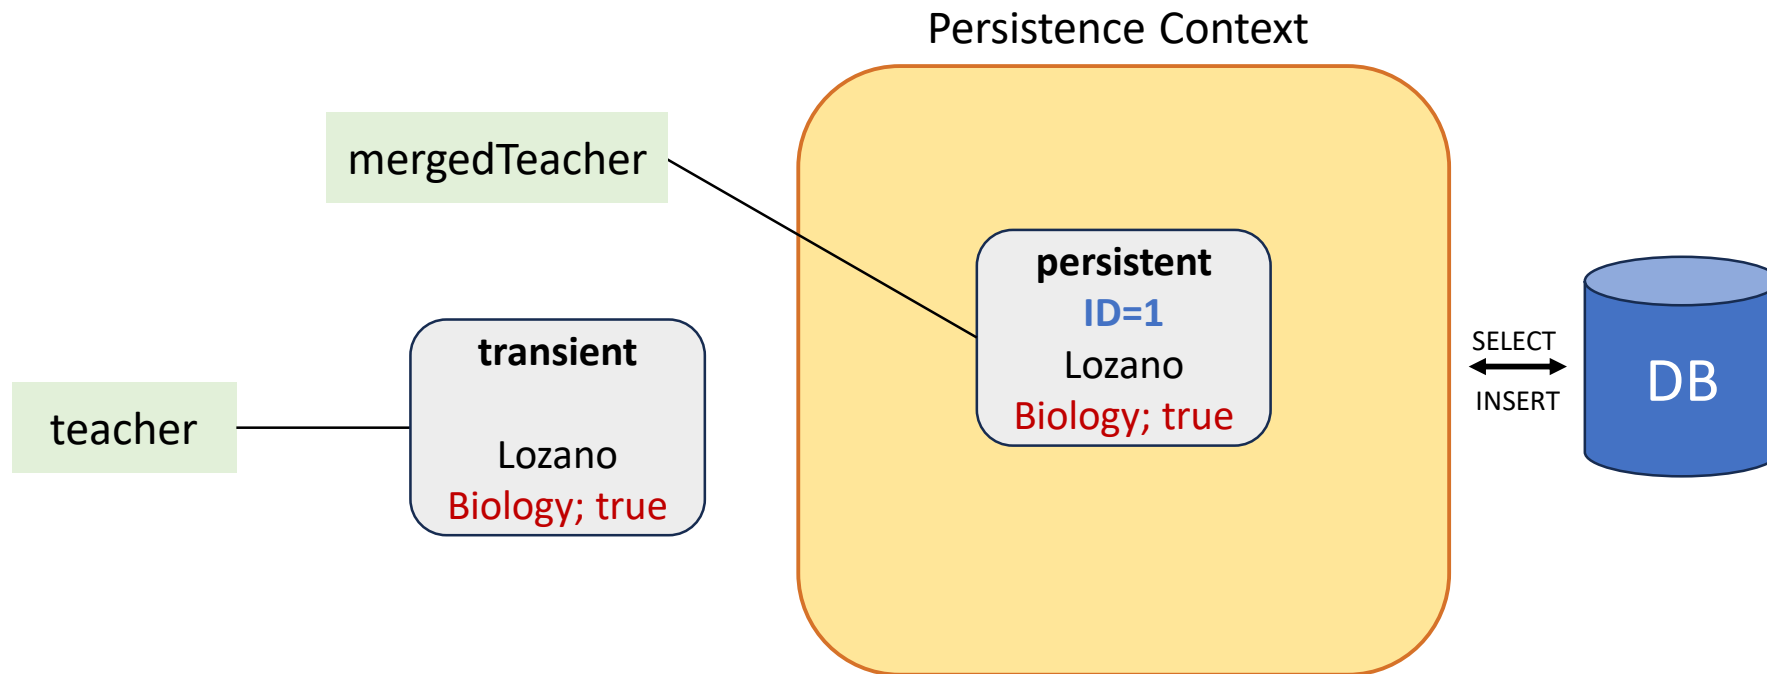 Persistence Context
mergedTeacher
persistent
ID=1
Lozano
Biology; true
transient
Lozano
Biology; true
teacher
SELECT
INSERT
DB